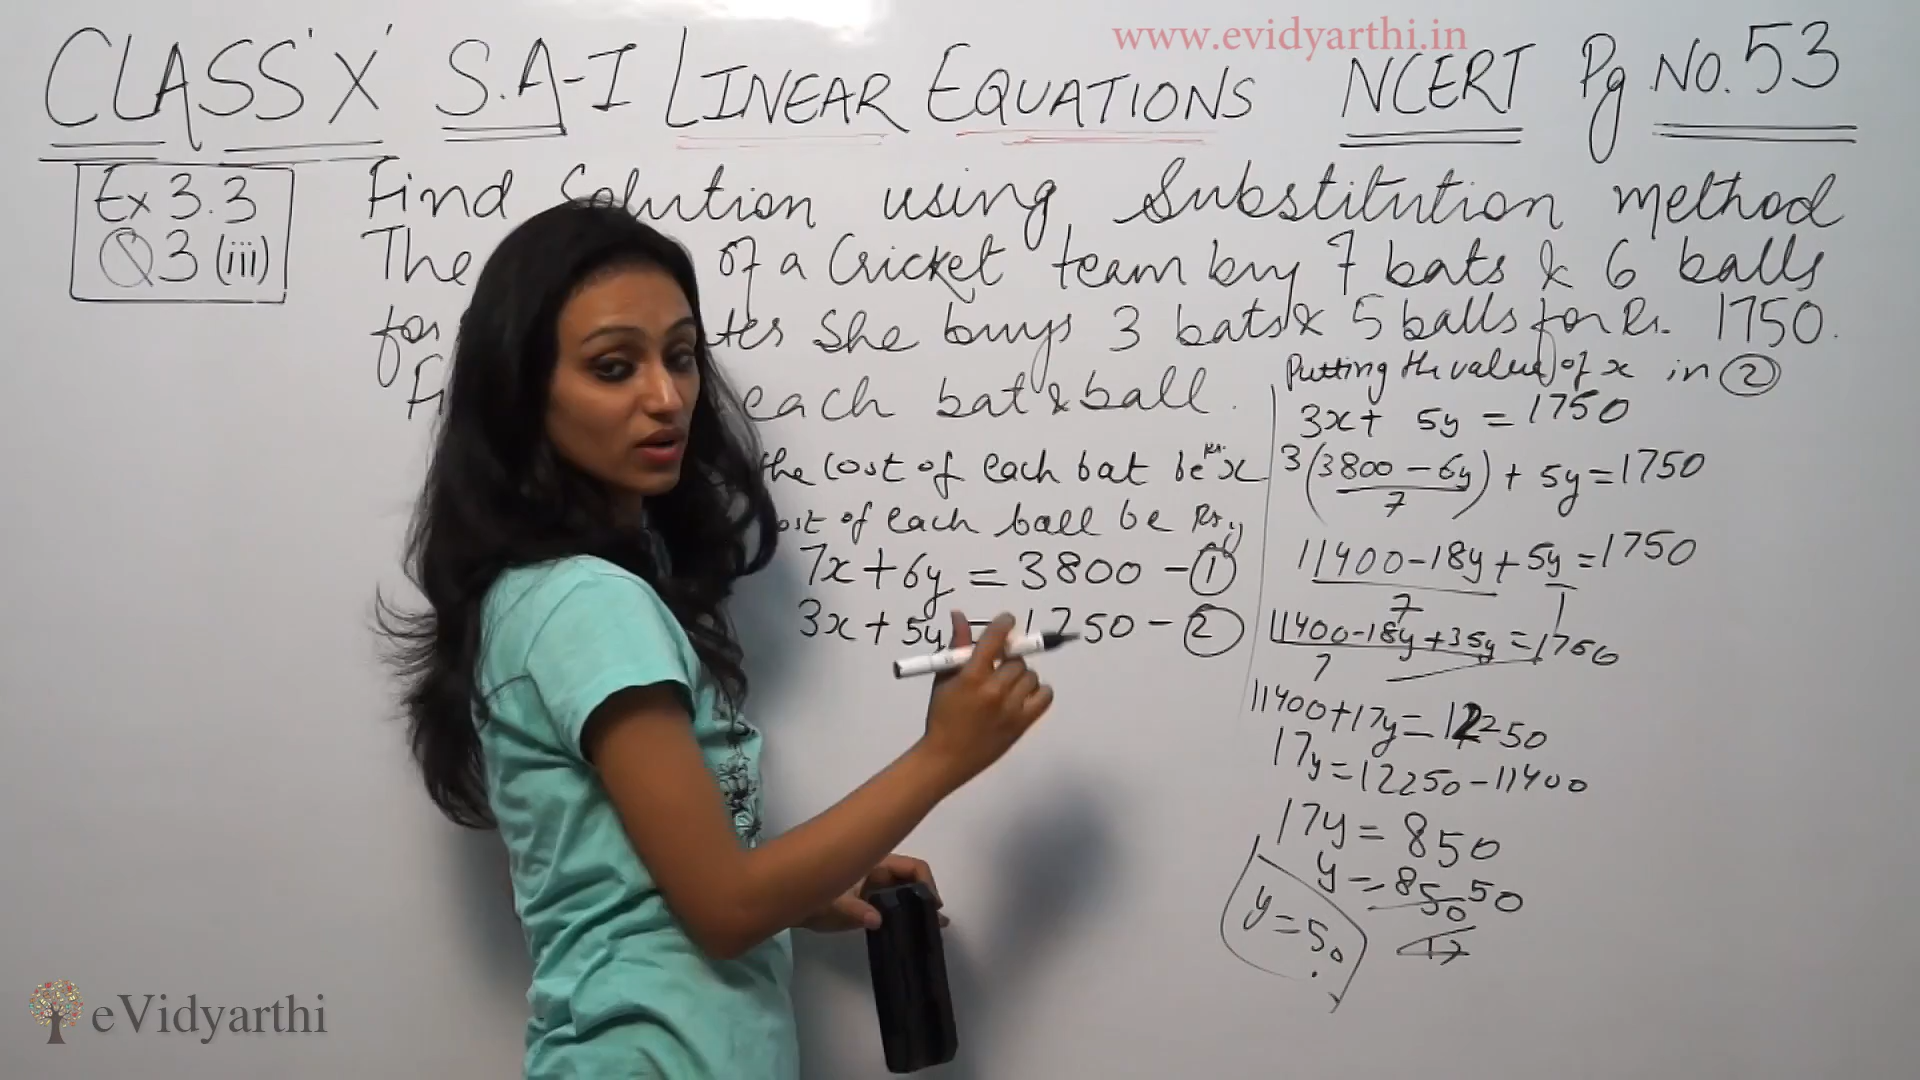 www.evidyarthi.in
CLASS 'X' S.A-I LINEAR EQUATIONS NCERT Pg NO. 53
Ex 3.3
Q3 (iii)
Find Solution using Substitution method
The of a Cricket team buy 7 bats & 6 balls
for She buys 3 bats & 5 balls for Rs. 1750.
each bat & ball.
the cost of each bat be Rs. x
of each ball be Rs. y
7x + 6y = 3800 - ①
3x + 5y = 1750 - ②
Putting the value of x in ②
3x + 5y = 1750
3(3800 - 6y) + 5y = 1750
7
11400 - 18y + 5y = 1750
7 1
11400 - 18y + 35y = 1750
7
11400 + 17y = 12250
17y = 12250 - 11400
17y = 850
y = 850 50
17
y = 50
eVidyarthi